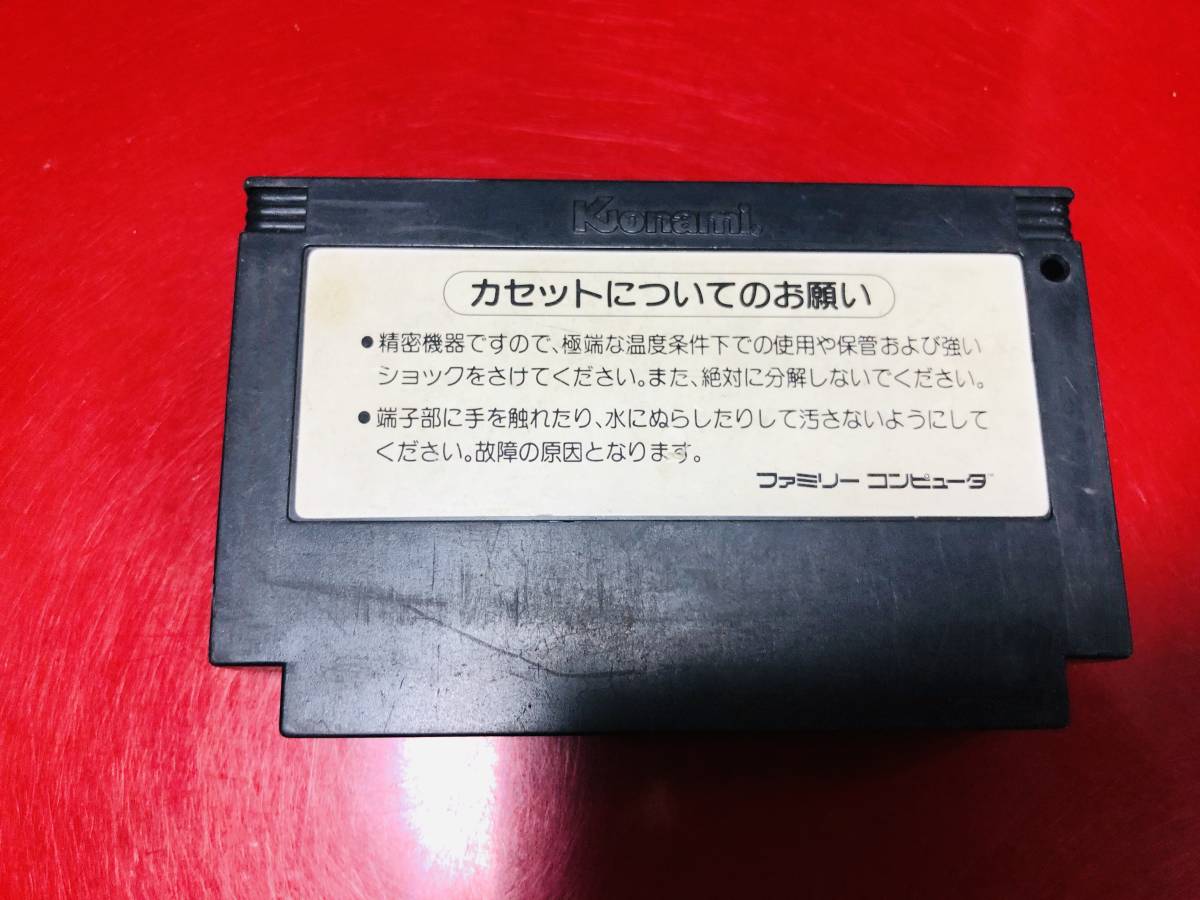 Konami
カセットについてのお願い
●精密機器ですので、極端な温度条件下での使用や保管および強い
ショックをさけてください。また、絶対に分解しないでください。
●端子部に手を触れたり、水にぬらしたりして汚さないようにして
ください。故障の原因となります。
ファミリー コンピュータ™